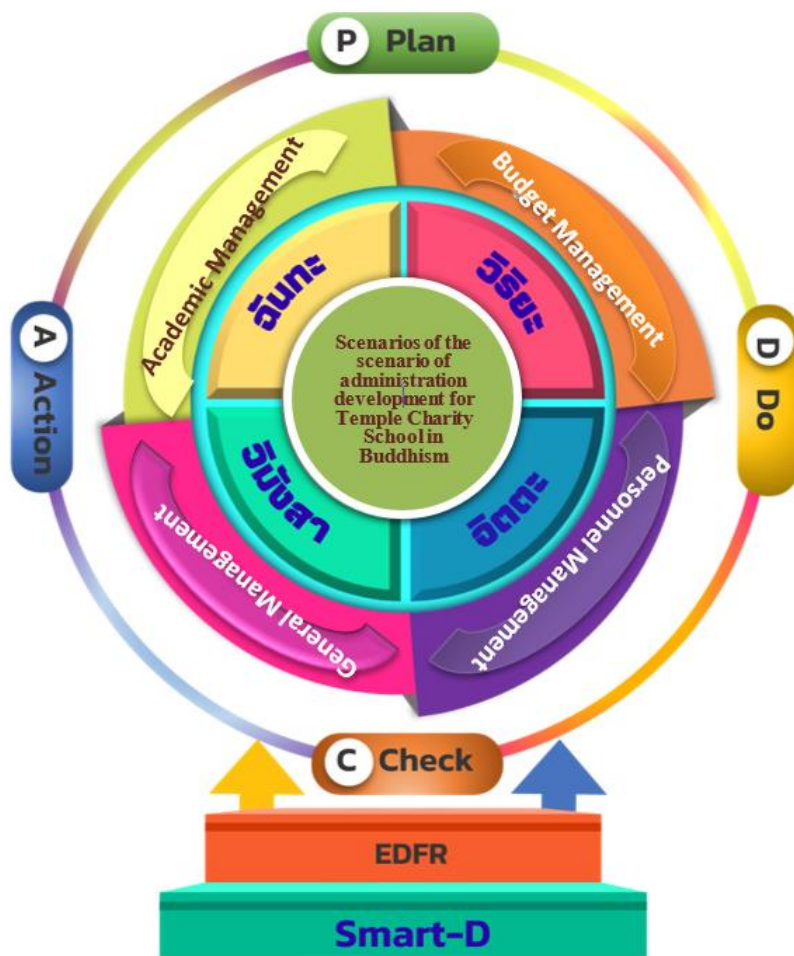 P Plan
Academic Management
Budget Management
ฉันทะ
วิริยะ
Scenarios of the
scenario of
administration
development for
Temple Charity
School in
Buddhism
A Action
D Do
วิมังสา
จิตตะ
General Management
Personnel Management
C Check
EDFR
Smart-D